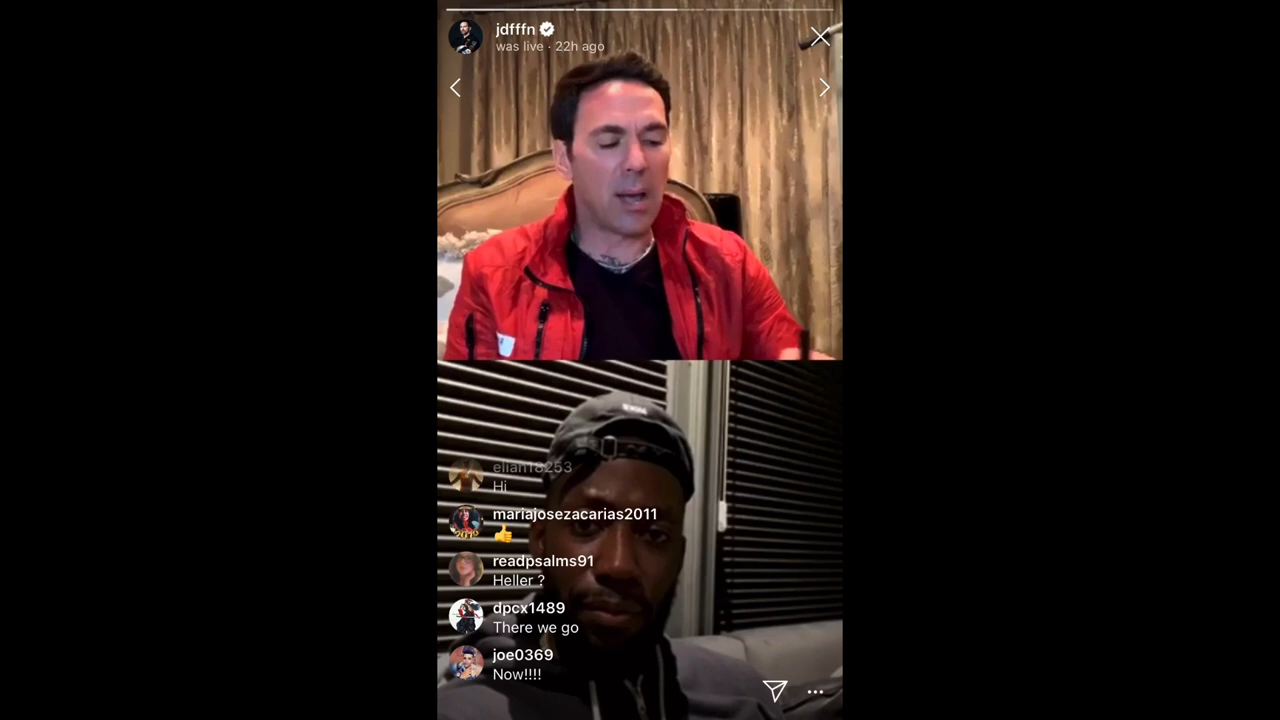 jdfffn
was live · 22h ago
elian18253
Hi
mariajosezacarias2011
👍
readpsalms91
Heller ?
dpcx1489
There we go
joe0369
Now!!!!